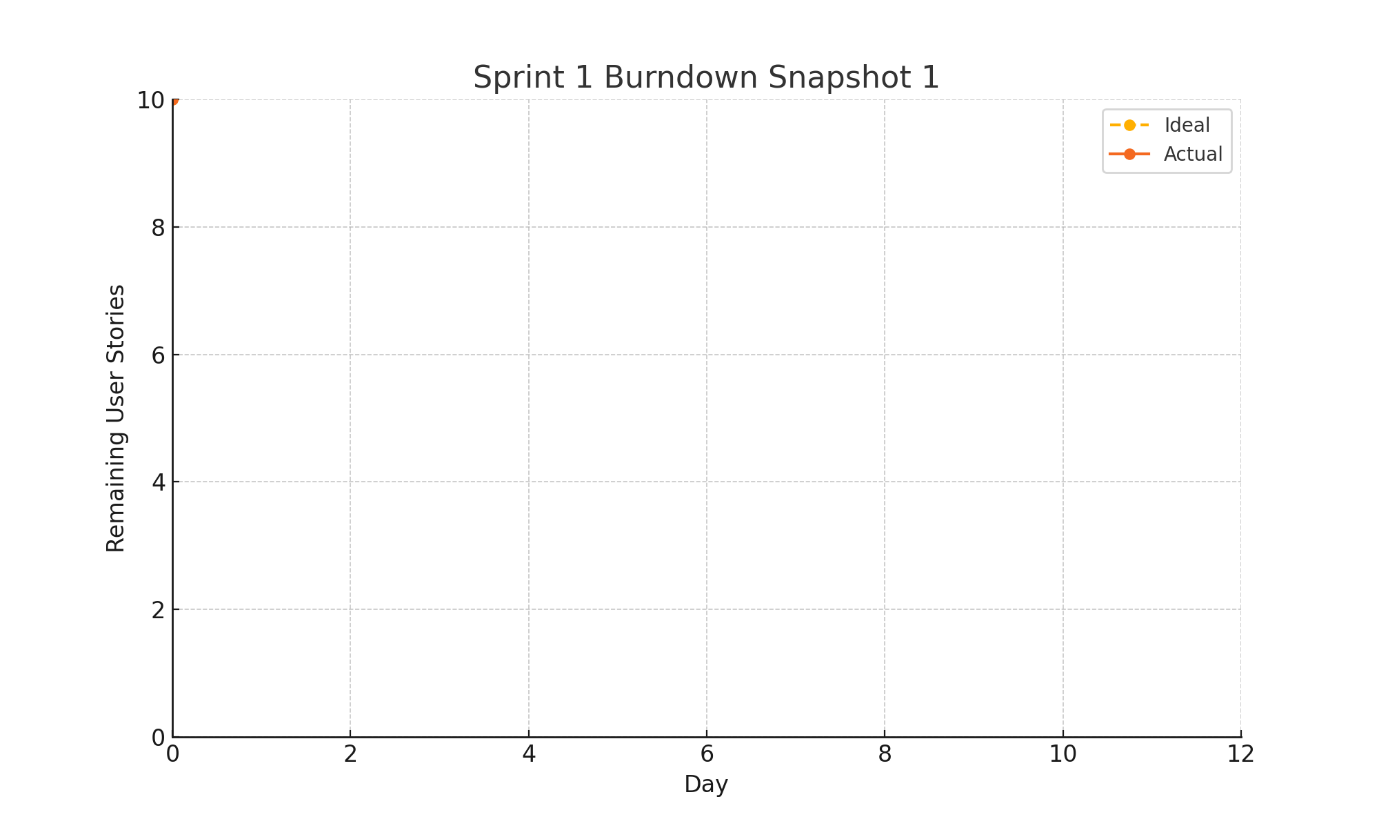 Sprint 1 Burndown Snapshot 1
Ideal
Actual
Remaining User Stories
10
8
6
4
2
0
0 2 4 6 8 10 12
Day